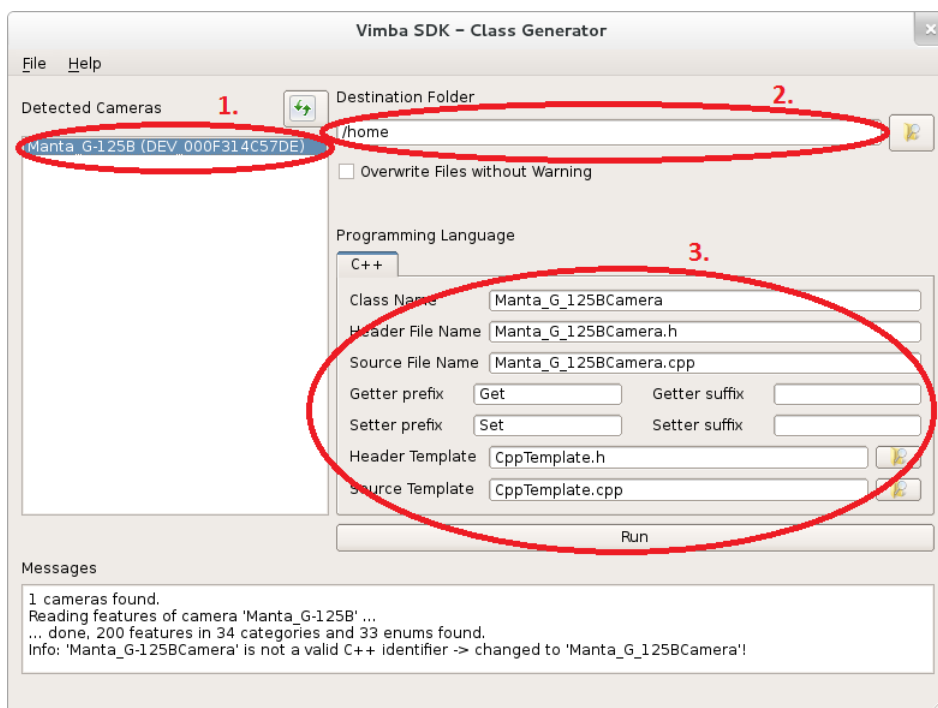 Vimba SDK – Class Generator
File Help
Detected Cameras
1.
Manta_G-125B (DEV_000F314C57DE)
Destination Folder
2.
/home
Overwrite Files without Warning
Programming Language
3.
C++
Class Name Manta_G_125BCamera
Header File Name Manta_G_125BCamera.h
Source File Name Manta_G_125BCamera.cpp
Getter prefix Get Getter suffix
Setter prefix Set Setter suffix
Header Template CppTemplate.h
Source Template CppTemplate.cpp
Run
Messages
1 cameras found.
Reading features of camera 'Manta_G-125B' ...
... done, 200 features in 34 categories and 33 enums found.
Info: 'Manta_G-125BCamera' is not a valid C++ identifier -> changed to 'Manta_G_125BCamera'!